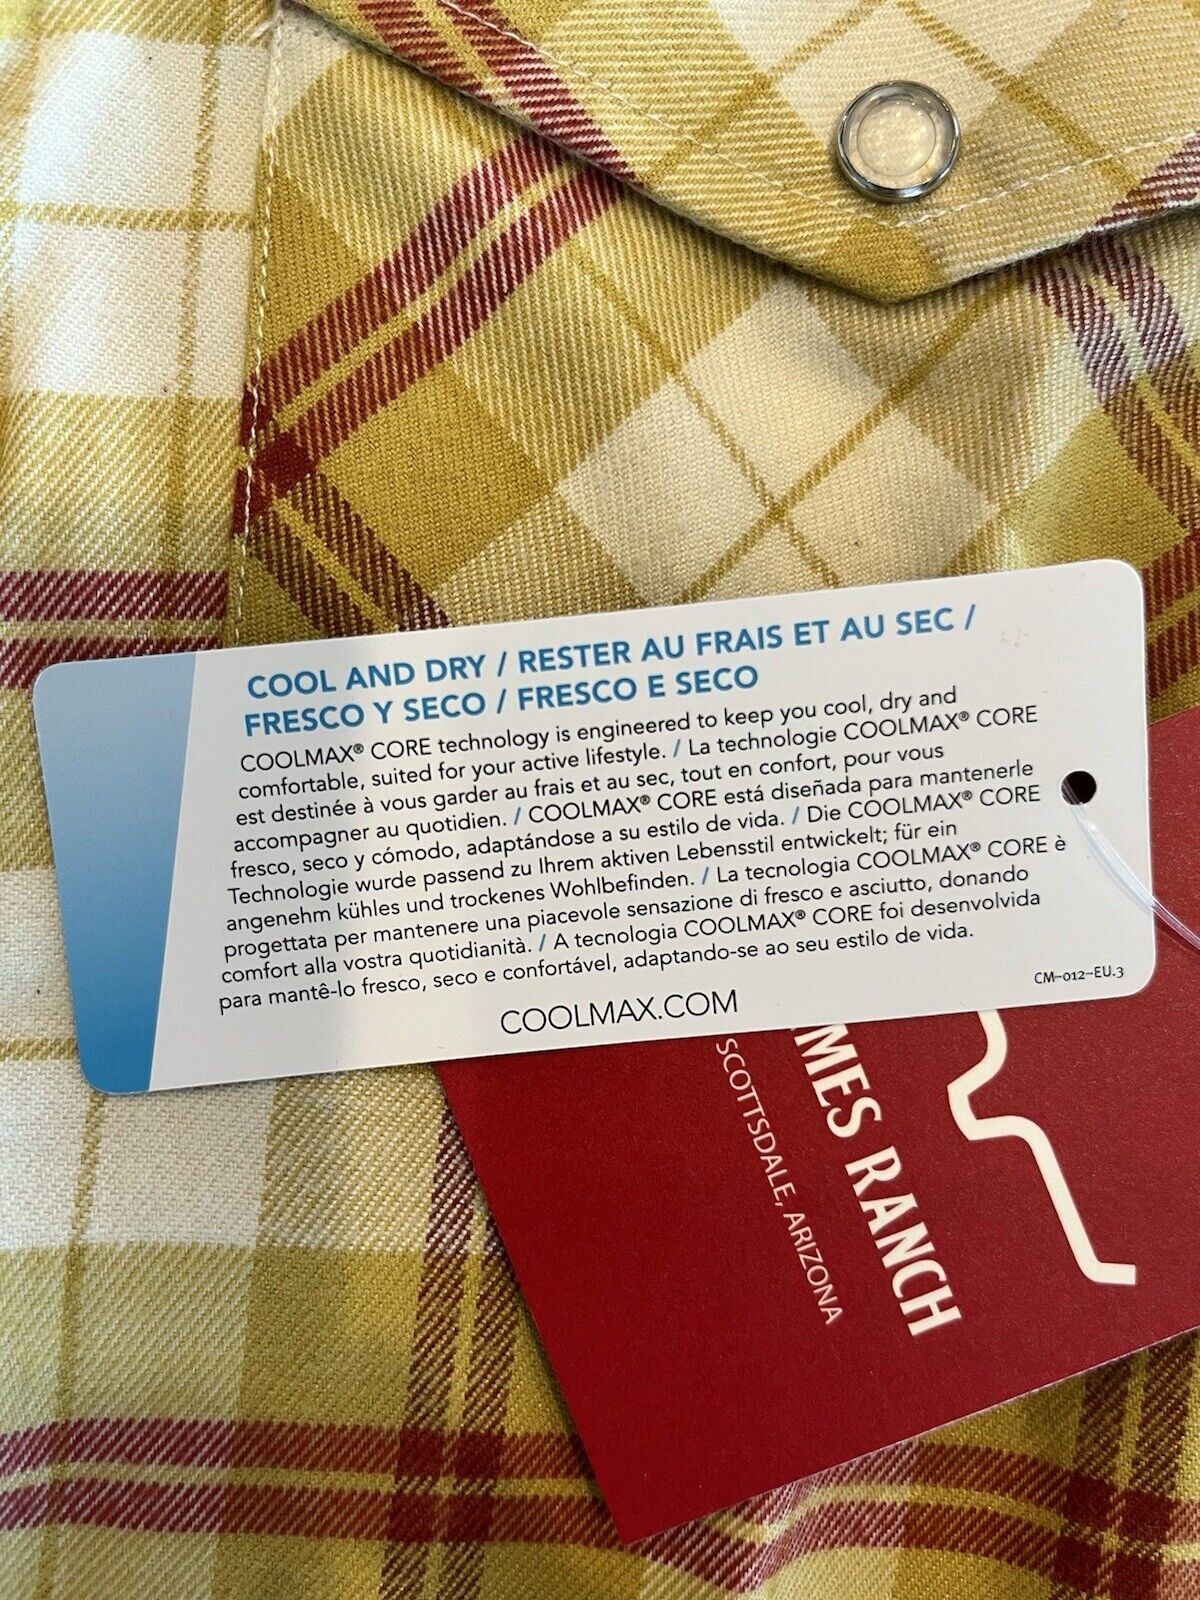 COOL AND DRY / RESTER AU FRAIS ET AU SEC /
FRESCO Y SECO / FRESCO E SECO
COOLMAX® CORE technology is engineered to keep you cool, dry and
comfortable, suited for your active lifestyle. / La technologie COOLMAX® CORE
est destinée à vous garder au frais et au sec, tout en confort, pour vous
accompagner au quotidien. / COOLMAX® CORE está diseñada para mantenerle
fresco, seco y cómodo, adaptándose a su estilo de vida. / Die COOLMAX® CORE
Technologie wurde passend zu Ihrem aktiven Lebensstil entwickelt; für ein
angenehm kühles und trockenes Wohlbefinden. / La tecnologia COOLMAX® CORE è
progettata per mantenere una piacevole sensazione di fresco e asciutto, donando
comfort alla vostra quotidianità. / A tecnologia COOLMAX® CORE foi desenvolvida
para mantê-lo fresco, seco e confortável, adaptando-se ao seu estilo de vida.
CM-012-EU.3
COOLMAX.COM
MES RANCH
SCOTTSDALE, ARIZONA